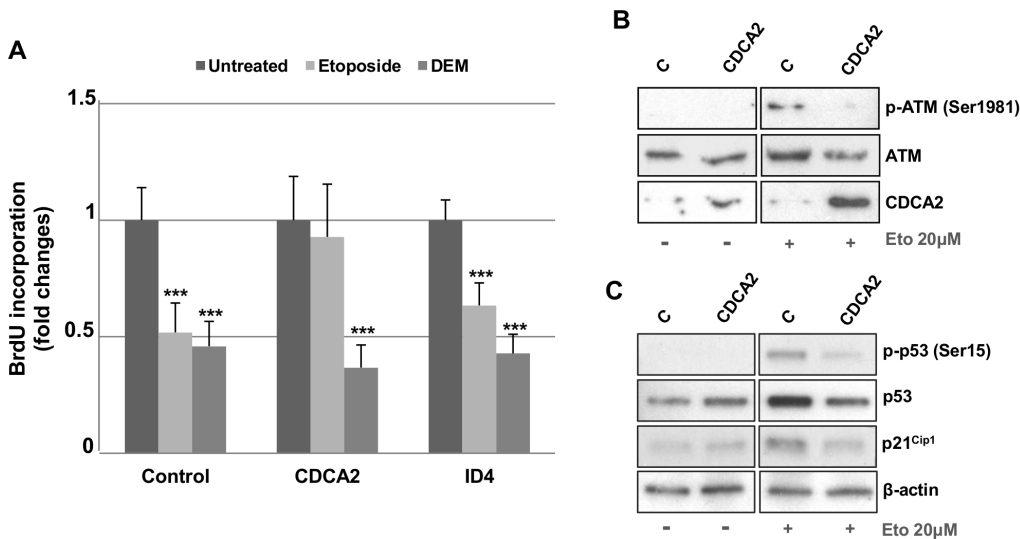 A
Untreated Etoposide DEM
1.5
1
0.5
0
BrdU incorporation
(fold changes)
*** ***
***
*** ***
Control CDCA2 ID4
B
C CDCA2 C CDCA2
p-ATM (Ser1981)
ATM
CDCA2
- - + + Eto 20µM
C
C CDCA2 C CDCA2
p-p53 (Ser15)
p53
p21Cip1
β-actin
- - + + Eto 20µM